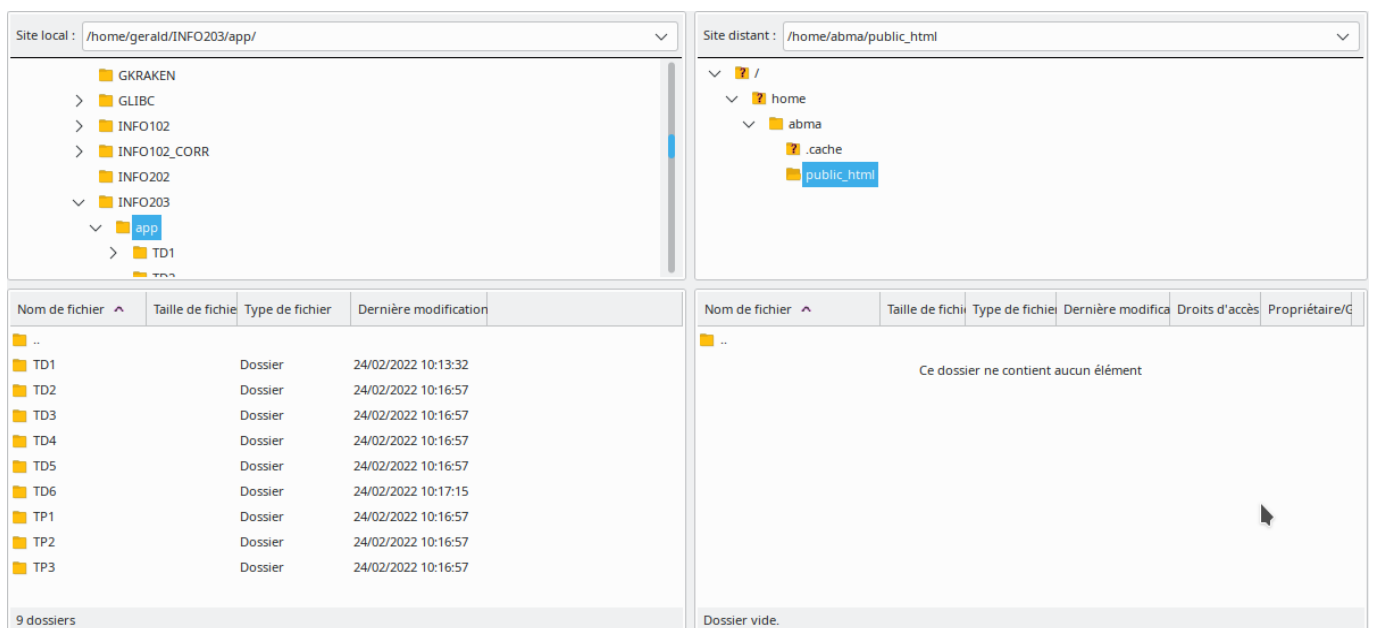 Site local : /home/gerald/INFO203/app/
GKRAKEN
GLIBC
INFO102
INFO102_CORR
INFO202
INFO203
app
TD1
TD2
Site distant : /home/abma/public_html
/
home
abma
.cache
public_html
Nom de fichier Taille de fichie Type de fichier Dernière modification
..
TD1 Dossier 24/02/2022 10:13:32
TD2 Dossier 24/02/2022 10:16:57
TD3 Dossier 24/02/2022 10:16:57
TD4 Dossier 24/02/2022 10:16:57
TD5 Dossier 24/02/2022 10:16:57
TD6 Dossier 24/02/2022 10:17:15
TP1 Dossier 24/02/2022 10:16:57
TP2 Dossier 24/02/2022 10:16:57
TP3 Dossier 24/02/2022 10:16:57
9 dossiers
Nom de fichier Taille de fichi Type de fichier Dernière modifica Droits d'accès Propriétaire/G
..
Ce dossier ne contient aucun élément
Dossier vide.